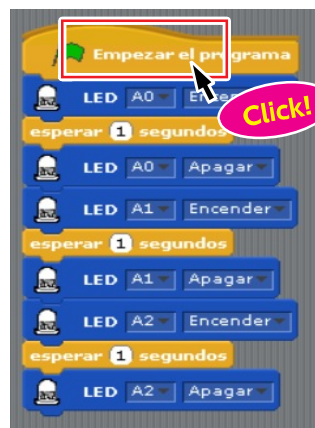 Empezar el programa
LED A0 Encender
Click!
esperar 1 segundos
LED A0 Apagar
LED A1 Encender
esperar 1 segundos
LED A1 Apagar
LED A2 Encender
esperar 1 segundos
LED A2 Apagar